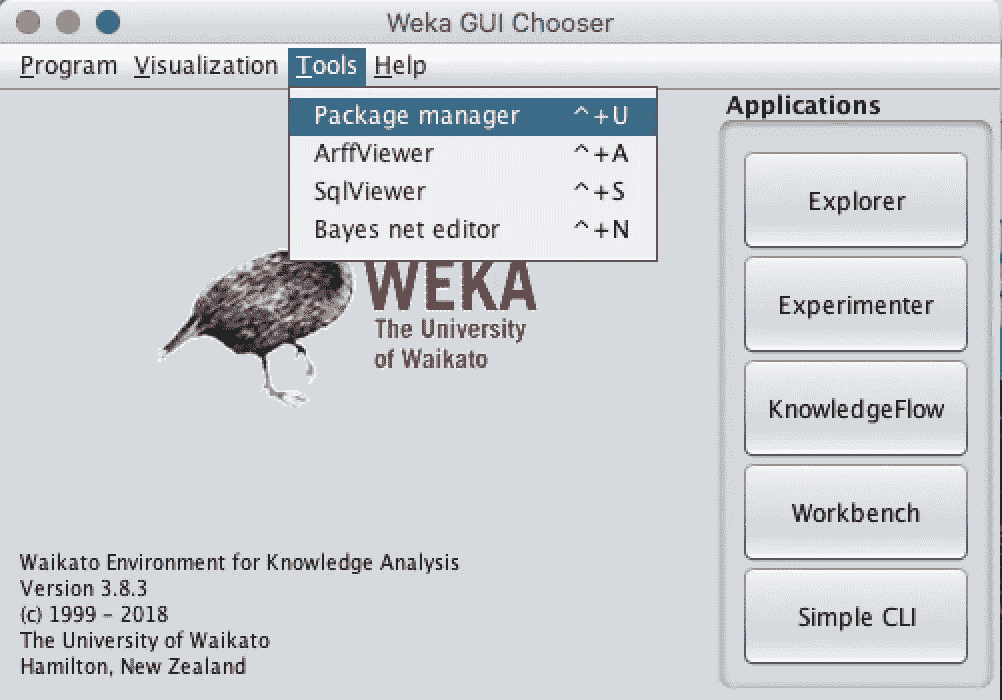 Weka GUI Chooser
Program Visualization Tools Help
Package manager ^+U
ArffViewer ^+A
SqlViewer ^+S
Bayes net editor ^+N
WEKA
The University
of Waikato
Applications
Explorer
Experimenter
KnowledgeFlow
Workbench
Simple CLI
Waikato Environment for Knowledge Analysis
Version 3.8.3
(c) 1999 – 2018
The University of Waikato
Hamilton, New Zealand